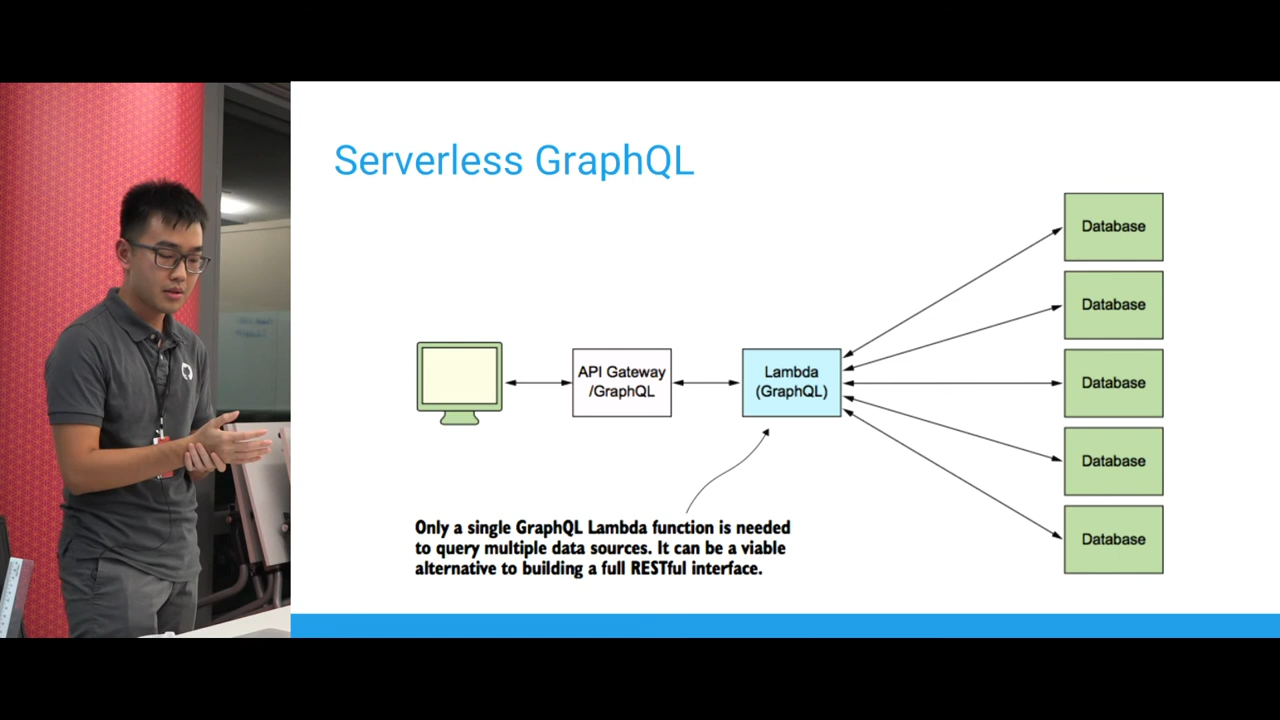 Serverless GraphQL
Database
Database
API Gateway
/GraphQL
Lambda
(GraphQL)
Database
Database
Database
Only a single GraphQL Lambda function is needed
to query multiple data sources. It can be a viable
alternative to building a full RESTful interface.